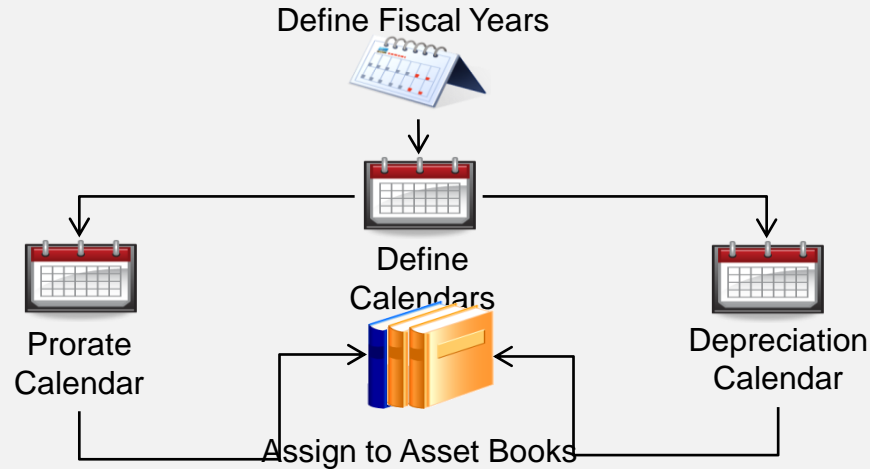 Define Fiscal Years
Define
Calendars
Prorate
Calendar
Depreciation
Calendar
Assign to Asset Books